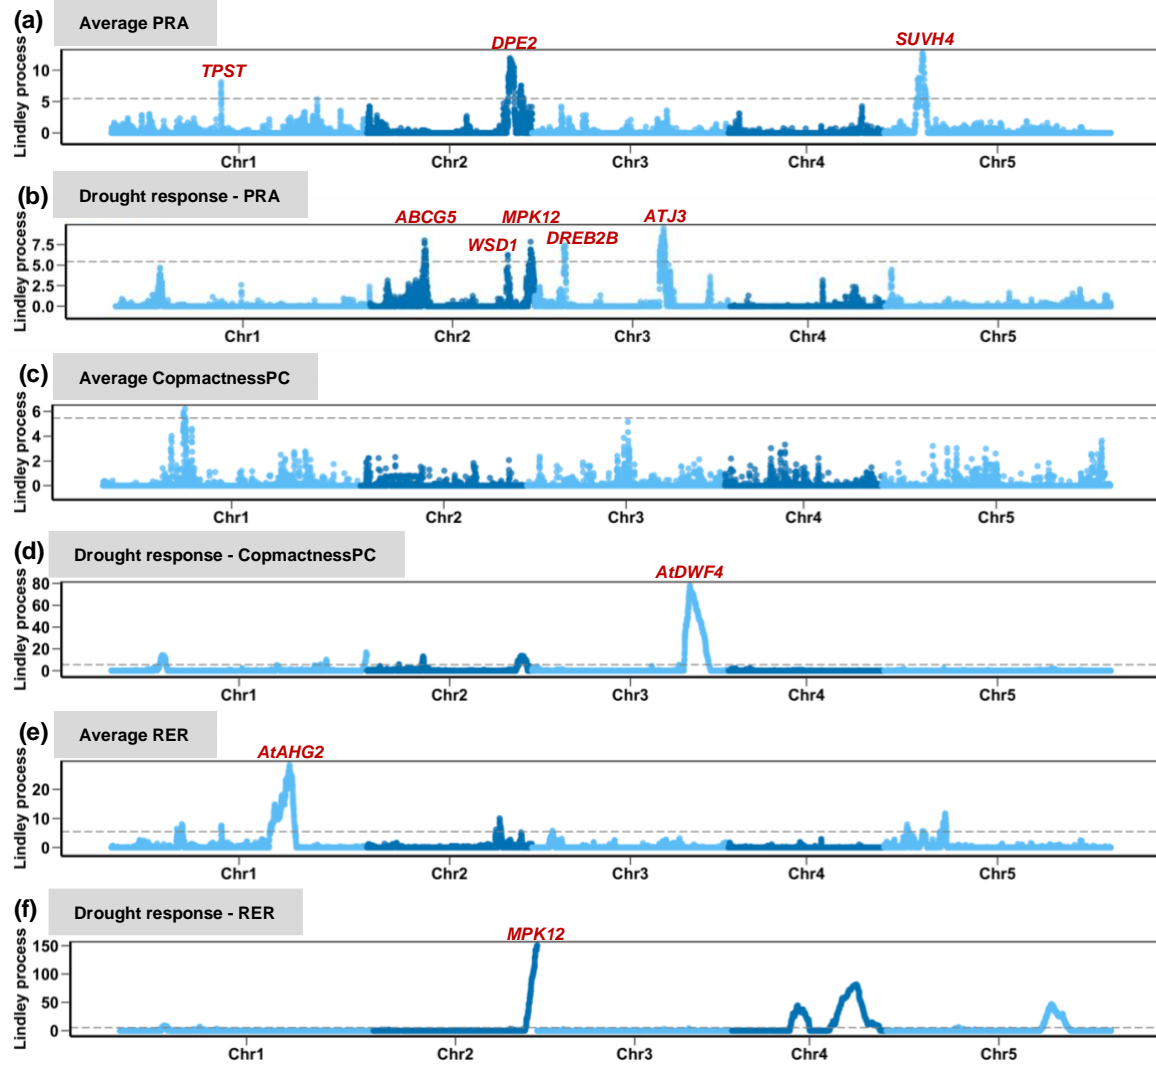 (a) Average PRA
TPST DPE2 SUVH4
Lindley process
10
5
0
Chr1 Chr2 Chr3 Chr4 Chr5
(b) Drought response - PRA
ABCG5 MPK12 ATJ3
WSD1 DREB2B
Lindley process
7.5
5.0
2.5
0.0
Chr1 Chr2 Chr3 Chr4 Chr5
(c) Average CopmactnessPC
Lindley process
6
4
2
0
Chr1 Chr2 Chr3 Chr4 Chr5
(d) Drought response - CopmactnessPC
AtDWF4
Lindley process
80
60
40
20
0
Chr1 Chr2 Chr3 Chr4 Chr5
(e) Average RER
AtAHG2
Lindley process
20
10
0
Chr1 Chr2 Chr3 Chr4 Chr5
(f) Drought response - RER
MPK12
Lindley process
150
100
50
0
Chr1 Chr2 Chr3 Chr4 Chr5